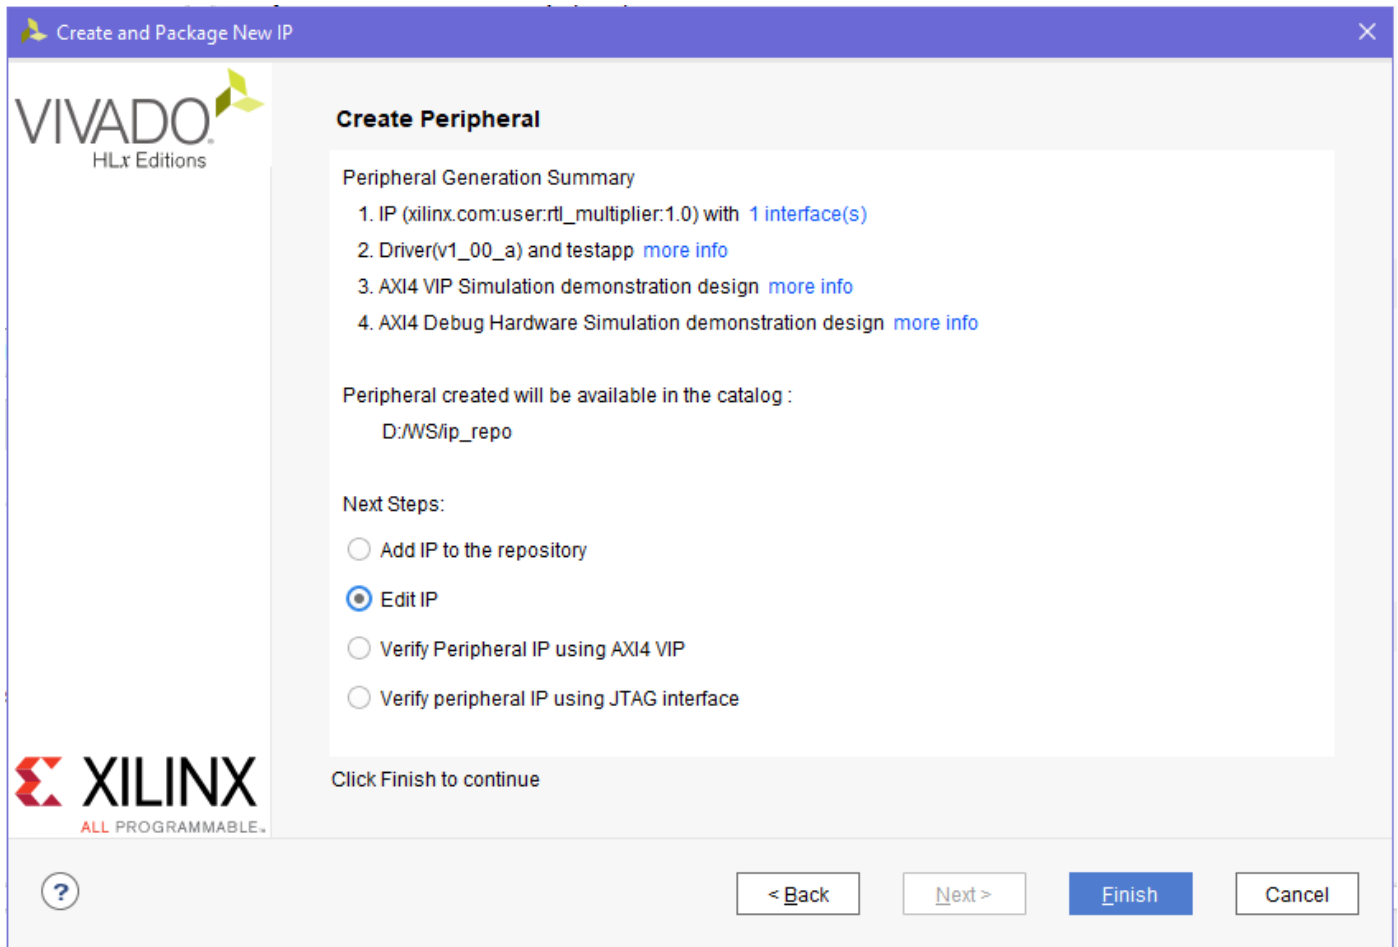 Create and Package New IP
VIVADO.
HLx Editions
Create Peripheral
Peripheral Generation Summary
1. IP (xilinx.com:user:rtl_multiplier:1.0) with 1 interface(s)
2. Driver(v1_00_a) and testapp more info
3. AXI4 VIP Simulation demonstration design more info
4. AXI4 Debug Hardware Simulation demonstration design more info
Peripheral created will be available in the catalog :
D:/WS/ip_repo
Next Steps:
Add IP to the repository
Edit IP
Verify Peripheral IP using AXI4 VIP
Verify peripheral IP using JTAG interface
XILINX
ALL PROGRAMMABLE™
Click Finish to continue
?
< Back
Next >
Finish
Cancel